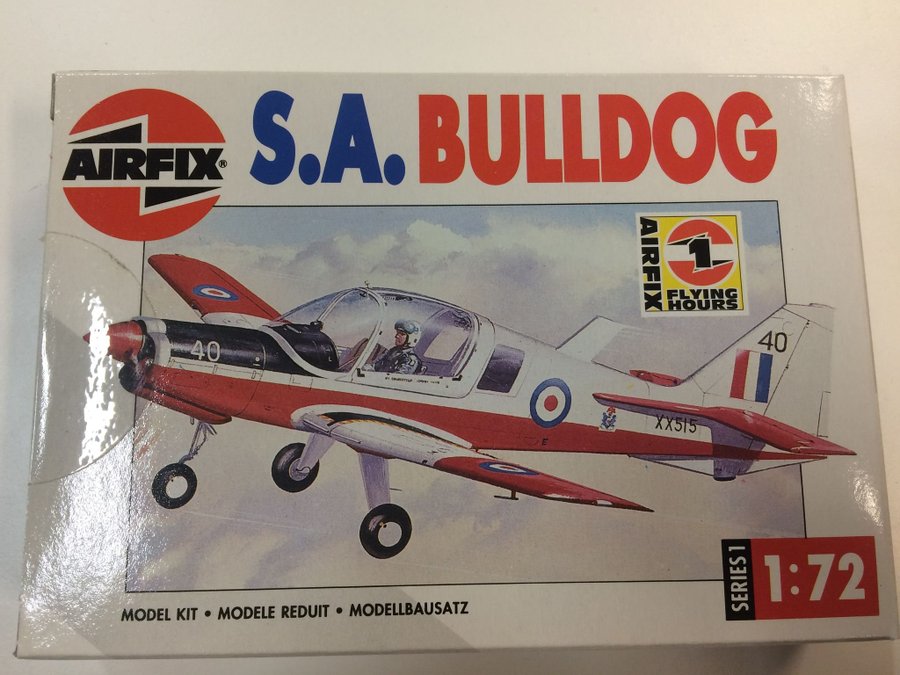 S.A. BULLDOG
AIRFIX®
AIRFIX
1
FLYING
HOURS
40
40
XX515
E
SERIES 1
1:72
MODEL KIT • MODELE REDUIT • MODELLBAUSATZ